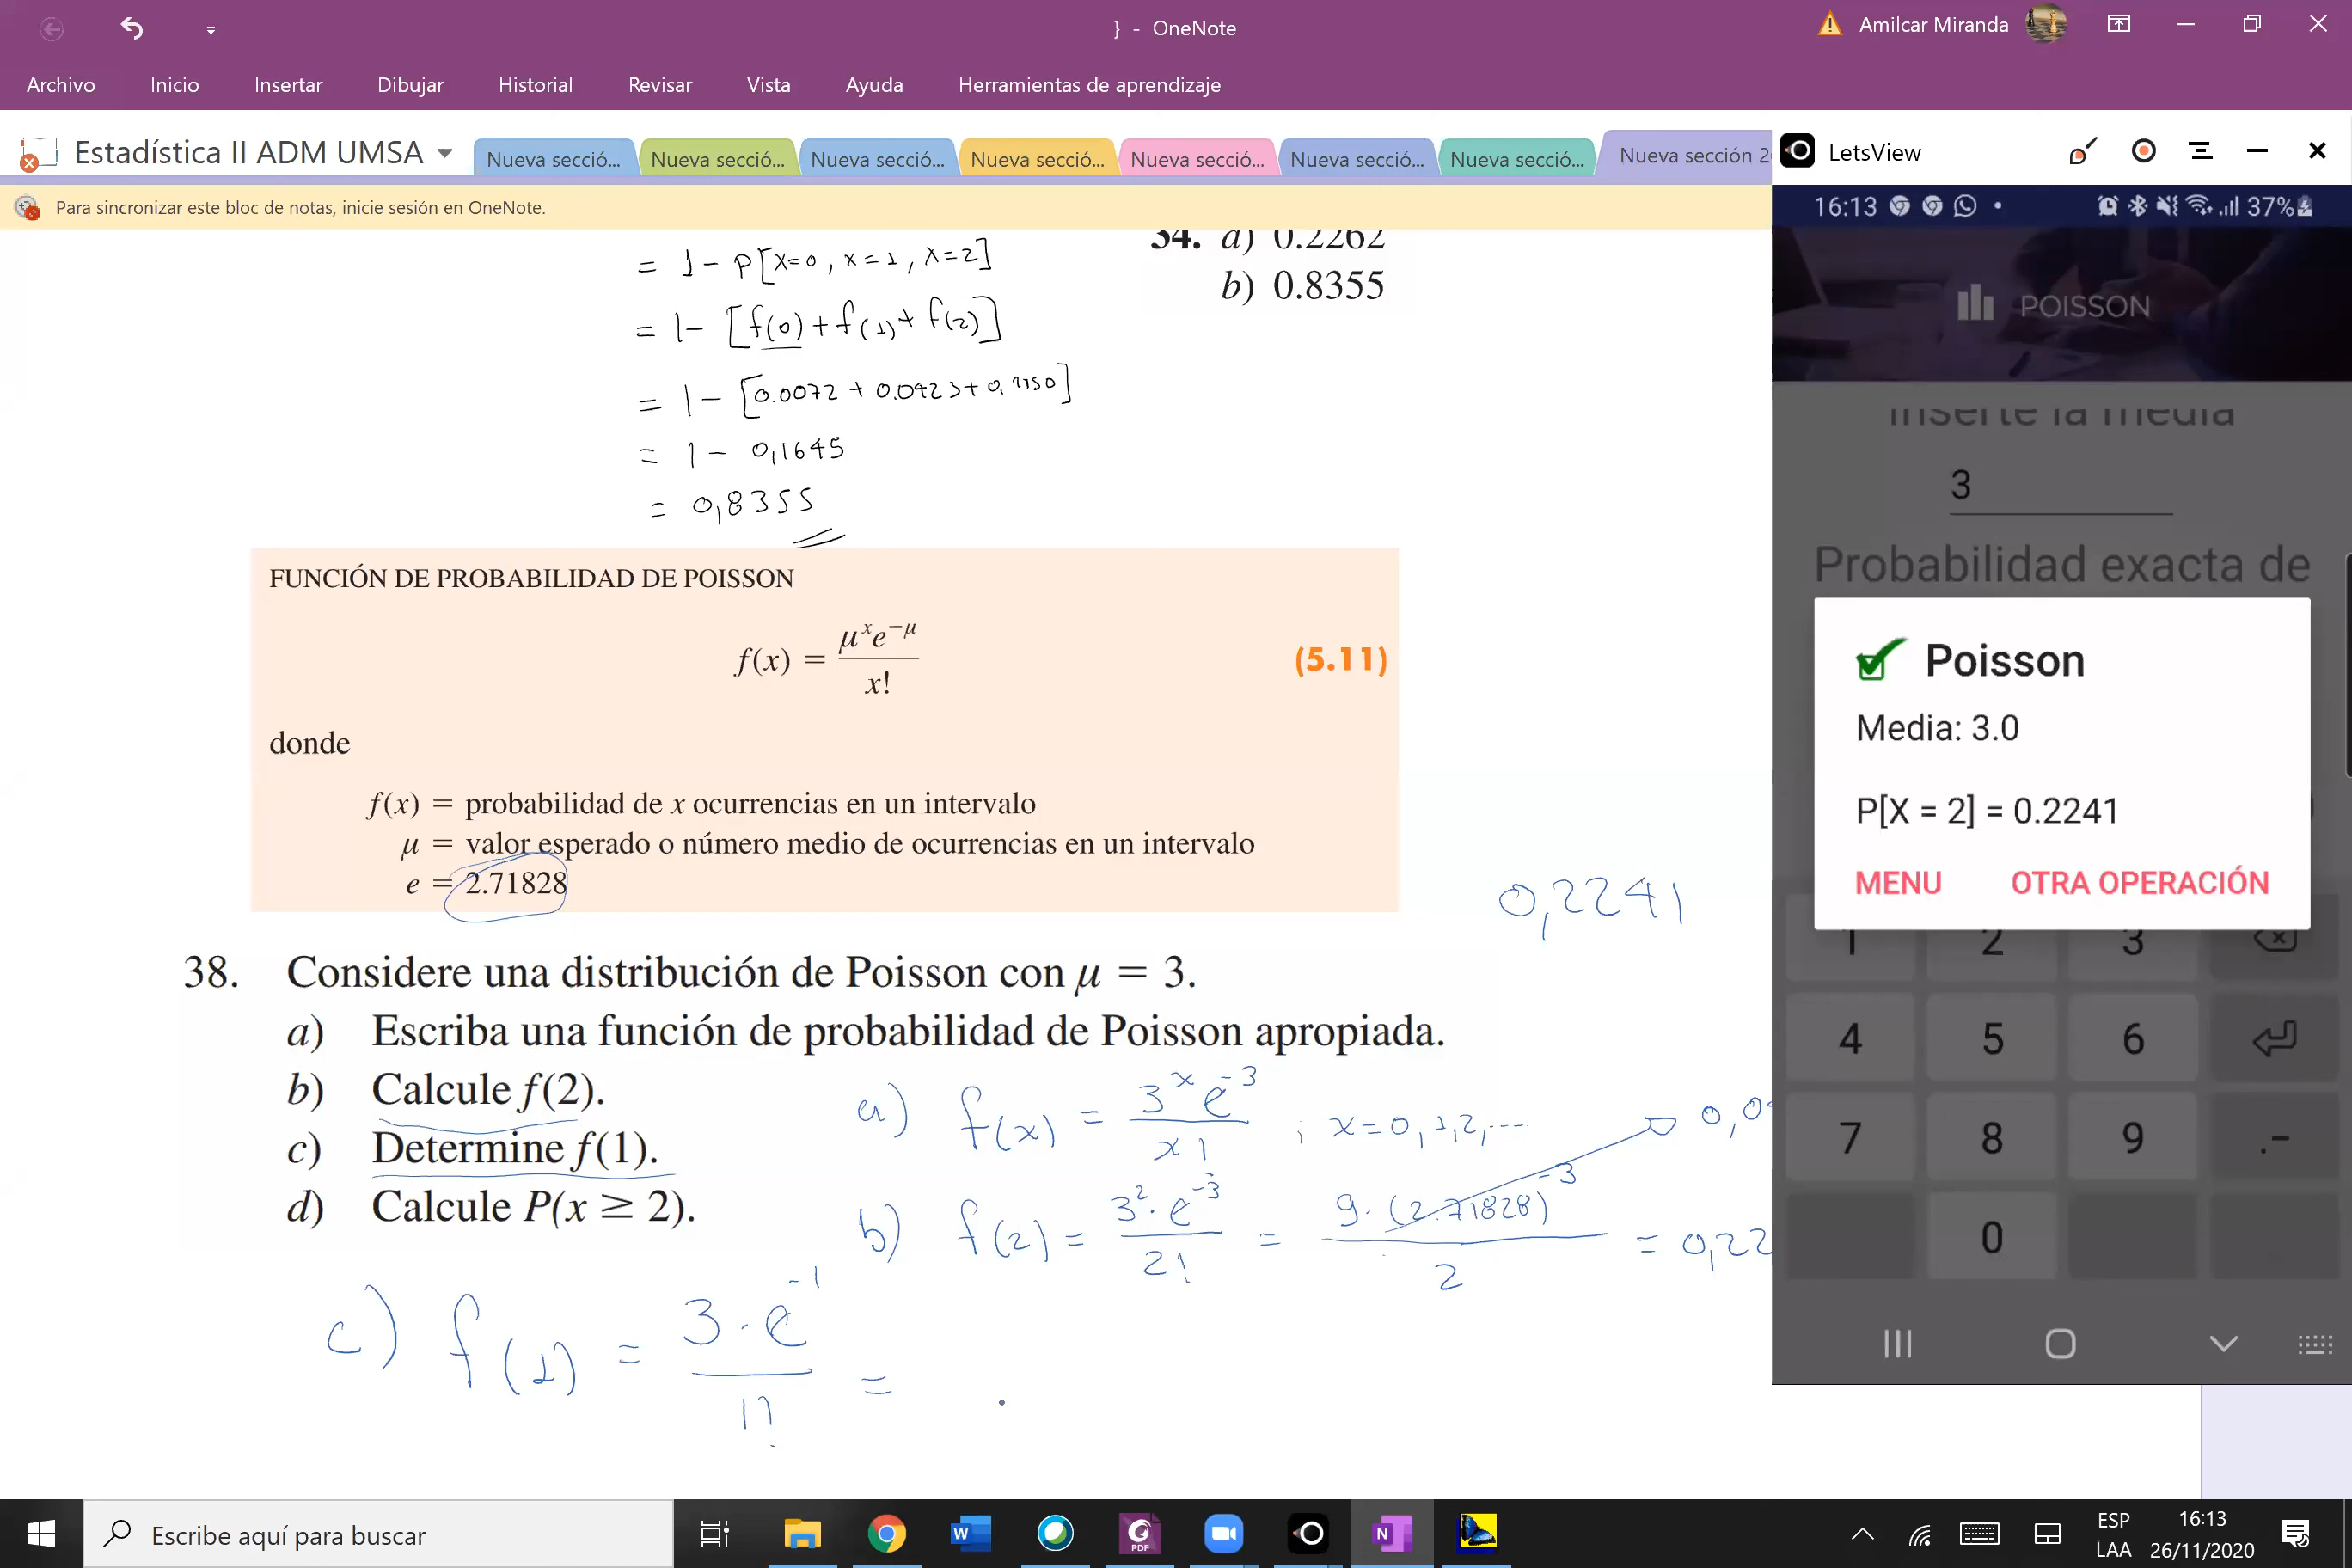 } - OneNote
Amilcar Miranda
Archivo Inicio Insertar Dibujar Historial Revisar Vista Ayuda Herramientas de aprendizaje
Estadística II ADM UMSA
Nueva secció... Nueva secció... Nueva secció... Nueva secció... Nueva secció... Nueva secció... Nueva secció... Nueva sección 2
Para sincronizar este bloc de notas, inicie sesión en OneNote.
= 1 - P[X=0, x=1, X=2]
= 1 - [f(0) + f(1) + f(2)]
= 1 - [0.0072 +
= 1 - 0,1645
= 0,8355
34. a) 0.2262
b) 0.8355
FUNCIÓN DE PROBABILIDAD DE POISSON
f(x) = μ^x e^−μ / x!
(5.11)
donde
f(x) = probabilidad de x ocurrencias en un intervalo
μ = valor esperado o número medio de ocurrencias en un intervalo
e = 2.71828
0,2241
38. Considere una distribución de Poisson con μ = 3.
a) Escriba una función de probabilidad de Poisson apropiada.
b) Calcule f(2).
c) Determine f(1).
d) Calcule P(x ≥ 2).
a) f(x) = 3^x e^-3 / x! ; x=0,1,2,...
b) f(2) = 3^2 · e^-3 / 2! = 9 · (2.71828)^-3 / 2 = 0,22
c) f(1) = 3 · e^-1 / 1! =
LetsView
16:13
37%
POISSON
Inserte la media
3
Probabilidad exacta de
Poisson
Media: 3.0
P[X = 2] = 0.2241
MENU OTRA OPERACIÓN
1 2 3
4 5 6
7 8 9 .-
0
Escribe aquí para buscar
ESP
LAA
16:13
26/11/2020